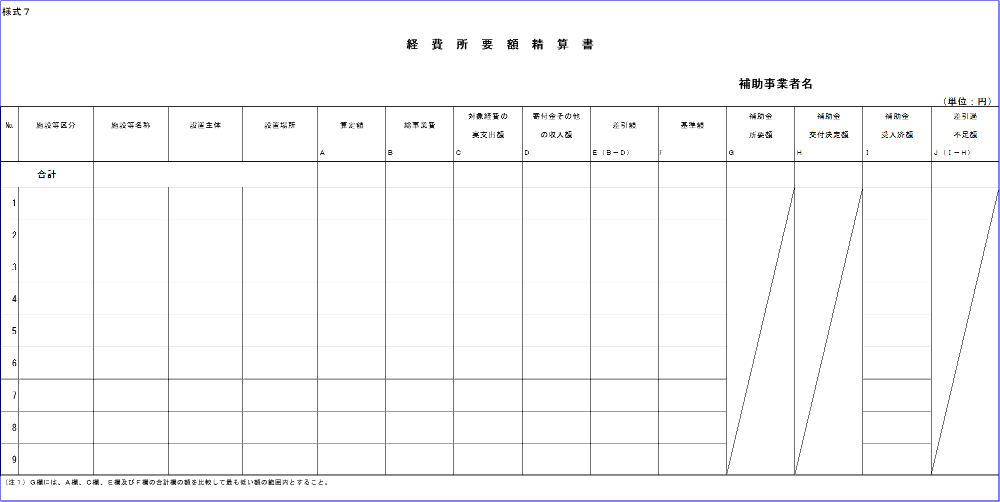 様式７
経　費　所　要　額　精　算　書
補助事業者名
（単位：円）
№ 施設等区分 施設等名称 設置主体 設置場所 算定額 総事業費 対象経費の 寄付金その他 差引額 基準額 補助金 補助金 補助金 差引過
実支出額 の収入額 所要額 交付決定額 受入済額 不足額
Ａ Ｂ Ｃ Ｄ Ｅ（Ｂ－Ｄ） Ｆ Ｇ Ｈ Ｉ Ｊ（Ｉ－Ｈ）
合計
1
2
3
4
5
6
7
8
9
（注１）Ｇ欄には、Ａ欄、Ｃ欄、Ｅ欄及びＦ欄の合計欄の額を比較して最も低い額の範囲内とすること。